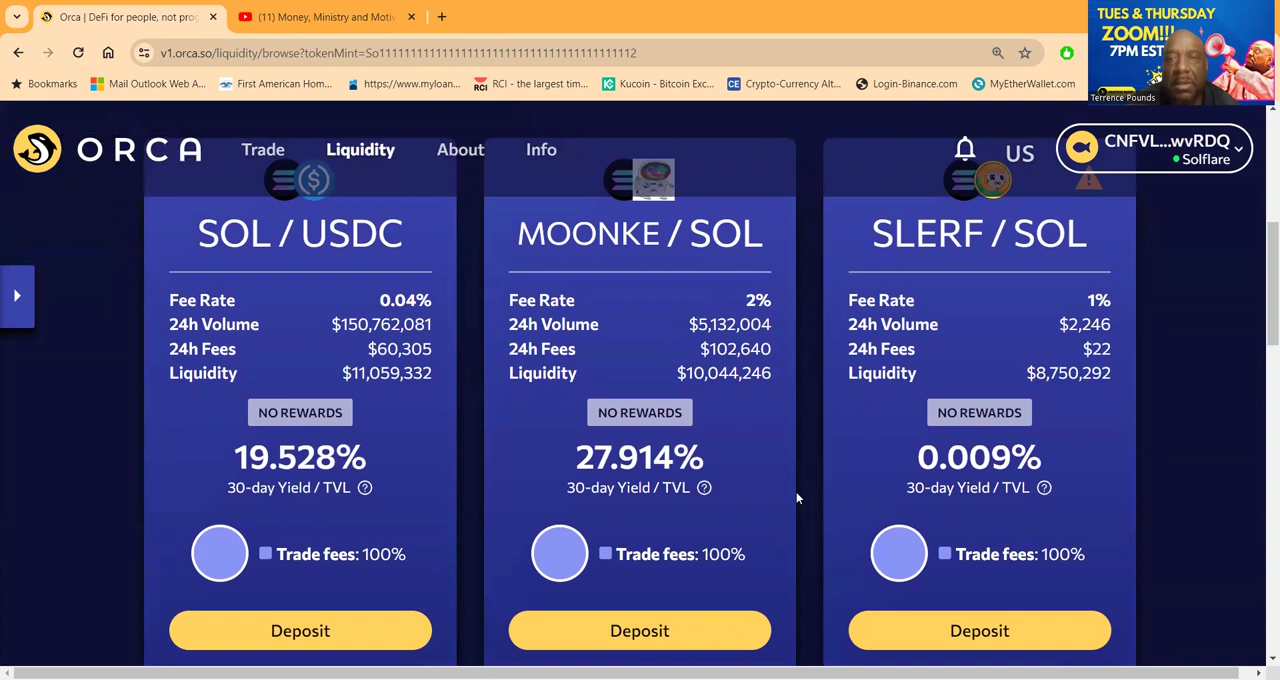 Orca | DeFi for people, not prog
(11) Money, Ministry and Motiv
v1.orca.so/liquidity/browse?tokenMint=So11111111111111111111111111111111111111112
Bookmarks
Mail Outlook Web A...
First American Hom...
https://www.myloan...
RCI - the largest tim...
Kucoin - Bitcoin Exc...
Crypto-Currency Alt...
Login-Binance.com
MyEtherWallet.com
TUES & THURSDAY
ZOOM!!!
7PM EST
Terrence Pounds
ORCA
Trade
Liquidity
About
Info
US
CNFVL...wvRDQ
Solflare
SOL / USDC
Fee Rate 0.04%
24h Volume $150,762,081
24h Fees $60,305
Liquidity $11,059,332
NO REWARDS
19.528%
30-day Yield / TVL
Trade fees: 100%
Deposit
MOONKE / SOL
Fee Rate 2%
24h Volume $5,132,004
24h Fees $102,640
Liquidity $10,044,246
NO REWARDS
27.914%
30-day Yield / TVL
Trade fees: 100%
Deposit
SLERF / SOL
Fee Rate 1%
24h Volume $2,246
24h Fees $22
Liquidity $8,750,292
NO REWARDS
0.009%
30-day Yield / TVL
Trade fees: 100%
Deposit